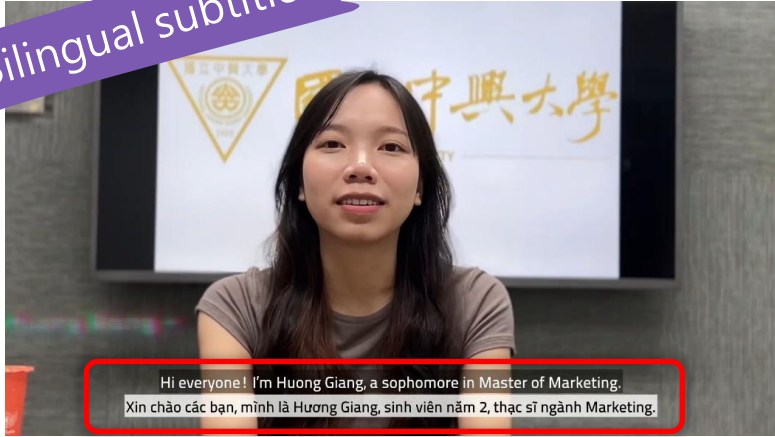 Bilingual subtitle
國立中興大學
國 中興大學
Hi everyone! I'm Huong Giang, a sophomore in Master of Marketing.
Xin chào các bạn, mình là Hương Giang, sinh viên năm 2, thạc sĩ ngành Marketing.